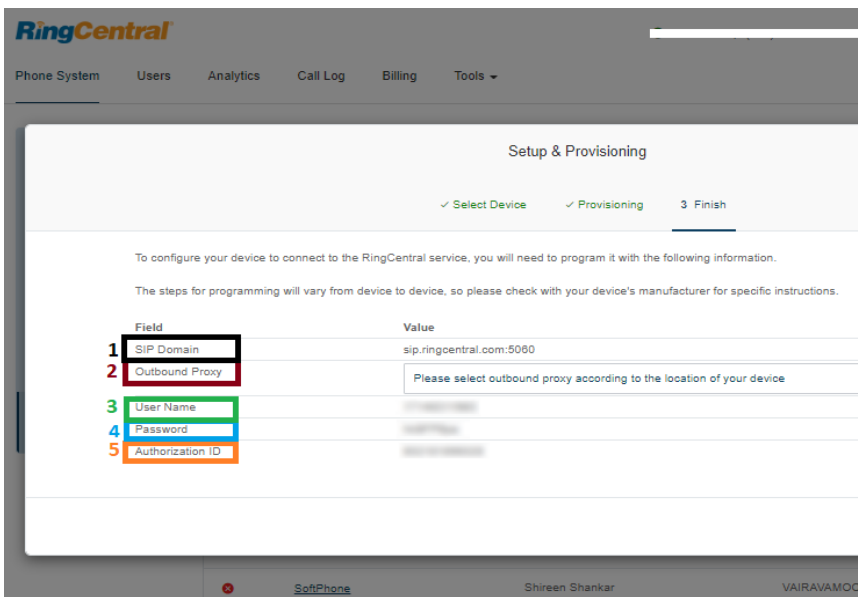 RingCentral
Phone System Users Analytics Call Log Billing Tools
Setup & Provisioning
✓ Select Device ✓ Provisioning 3 Finish
To configure your device to connect to the RingCentral service, you will need to program it with the following information.
The steps for programming will vary from device to device, so please check with your device's manufacturer for specific instructions.
Field Value
1 SIP Domain sip.ringcentral.com:5060
2 Outbound Proxy Please select outbound proxy according to the location of your device
3 User Name
4 Password
5 Authorization ID
SoftPhone Shireen Shankar VAIRAVAMOO